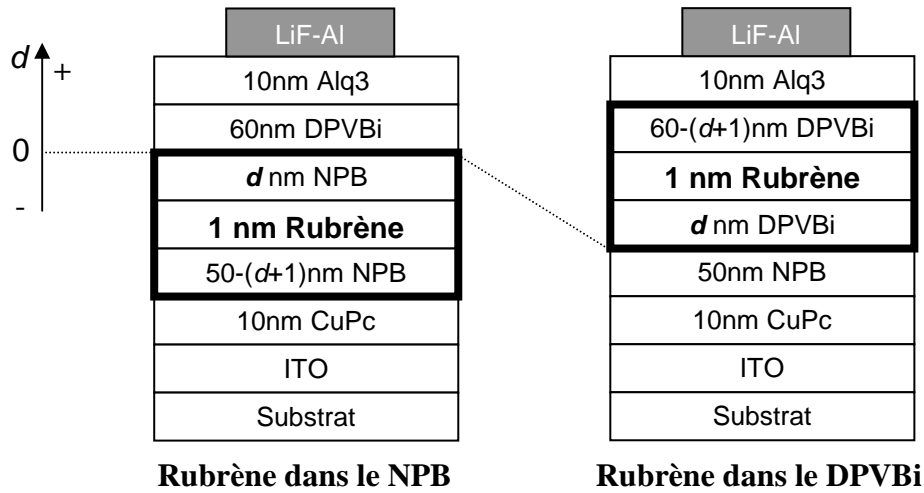 d
+
0
-
LiF-Al
10nm Alq3
60nm DPVBi
d nm NPB
1 nm Rubrène
50-(d+1)nm NPB
10nm CuPc
ITO
Substrat
Rubrène dans le NPB
LiF-Al
10nm Alq3
60-(d+1)nm DPVBi
1 nm Rubrène
d nm DPVBi
50nm NPB
10nm CuPc
ITO
Substrat
Rubrène dans le DPVBi